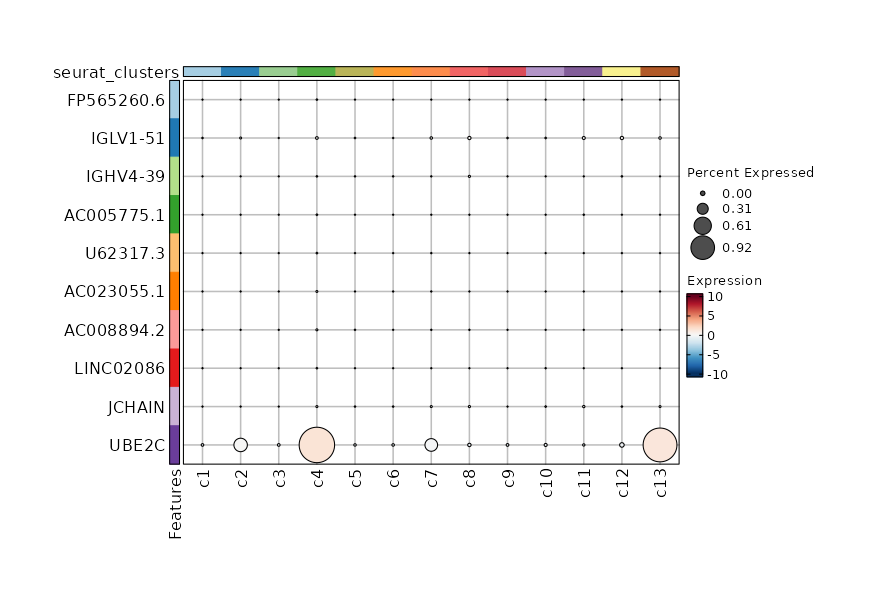 seurat_clusters
FP565260.6
IGLV1-51
IGHV4-39
AC005775.1
U62317.3
AC023055.1
AC008894.2
LINC02086
JCHAIN
UBE2C
Features
c1
c2
c3
c4
c5
c6
c7
c8
c9
c10
c11
c12
c13
Percent Expressed
0.00
0.31
0.61
0.92
Expression
10
5
0
-5
-10